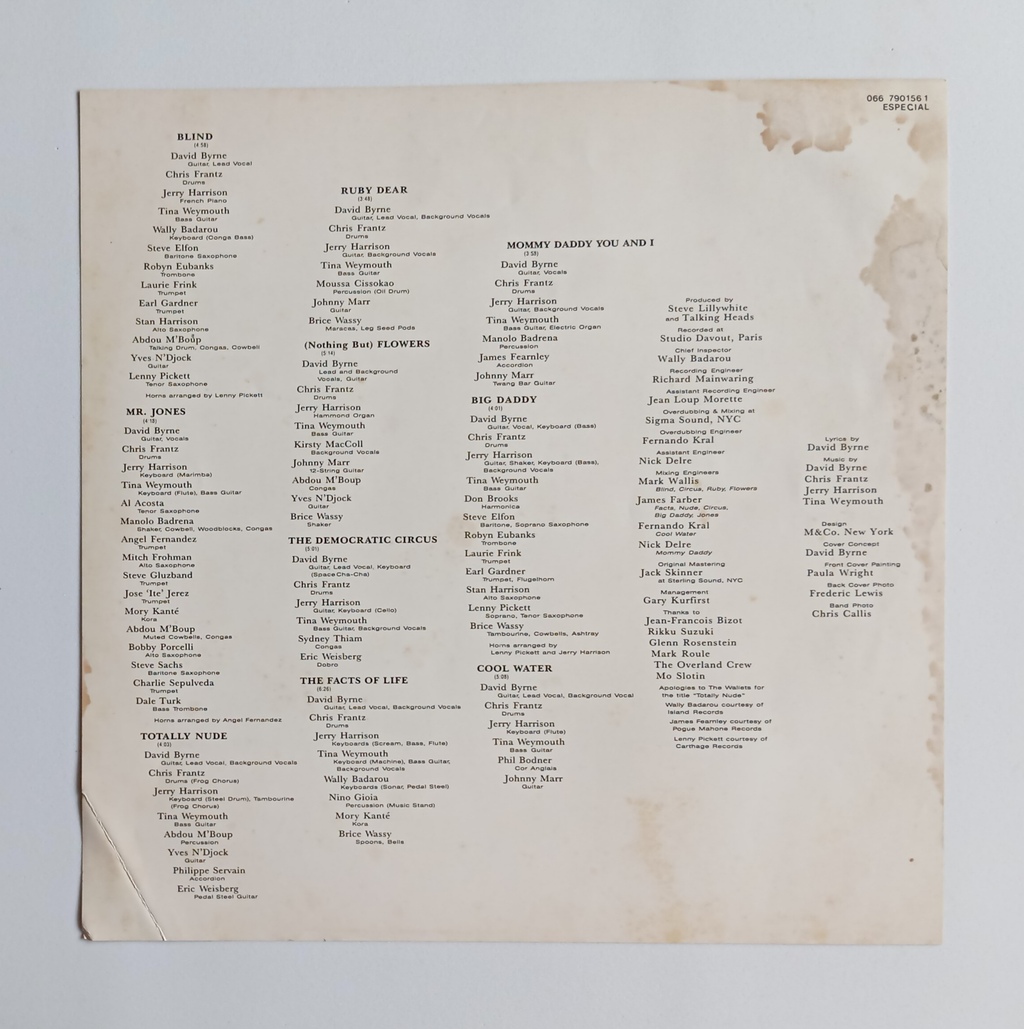 066 790156 1
ESPECIAL
BLIND
(4:58)
David Byrne
Guitar, Lead Vocal
Chris Frantz
Drums
Jerry Harrison
French Piano
Tina Weymouth
Bass Guitar
Wally Badarou
Keyboard (Conga Bass)
Steve Elfon
Baritone Saxophone
Robyn Eubanks
Trombone
Laurie Frink
Trumpet
Earl Gardner
Trumpet
Stan Harrison
Alto Saxophone
Abdou M'Boup
Talking Drum, Congas, Cowbell
Yves N'Djock
Guitar
Lenny Pickett
Tenor Saxophone
Horns arranged by Lenny Pickett
MR. JONES
(4:18)
David Byrne
Guitar, Vocals
Chris Frantz
Drums
Jerry Harrison
Keyboard (Marimba)
Tina Weymouth
Keyboard (Flute), Bass Guitar
Al Acosta
Tenor Saxophone
Manolo Badrena
Shaker, Cowbell, Woodblocks, Congas
Angel Fernandez
Trumpet
Mitch Frohman
Alto Saxophone
Steve Gluzband
Trumpet
Jose 'Ite' Jerez
Trumpet
Mory Kanté
Kora
Abdou M'Boup
Muted Cowbells, Congas
Bobby Porcelli
Alto Saxophone
Steve Sachs
Baritone Saxophone
Charlie Sepulveda
Trumpet
Dale Turk
Bass Trombone
Horns arranged by Angel Fernandez
TOTALLY NUDE
(4:03)
David Byrne
Guitar, Lead Vocal, Background Vocals
Chris Frantz
Drums (Frog Chorus)
Jerry Harrison
Keyboard (Steel Drum), Tambourine
(Frog Chorus)
Tina Weymouth
Bass Guitar
Abdou M'Boup
Percussion
Yves N'Djock
Guitar
Philippe Servain
Accordion
Eric Weisberg
Pedal Steel Guitar
RUBY DEAR
(3:48)
David Byrne
Guitar, Lead Vocal, Background Vocals
Chris Frantz
Drums
Jerry Harrison
Guitar, Background Vocals
Tina Weymouth
Bass Guitar
Moussa Cissokao
Percussion (Oil Drum)
Johnny Marr
Guitar
Brice Wassy
Maracas, Leg Seed Pods
(Nothing But) FLOWERS
(5:14)
David Byrne
Lead and Background
Vocals, Guitar
Chris Frantz
Drums
Jerry Harrison
Hammond Organ
Tina Weymouth
Bass Guitar
Kirsty MacColl
Background Vocals
Johnny Marr
12-String Guitar
Abdou M'Boup
Congas
Yves N'Djock
Guitar
Brice Wassy
Shaker
THE DEMOCRATIC CIRCUS
(5:01)
David Byrne
Guitar, Lead Vocal, Keyboard
(Space Cha-Cha)
Chris Frantz
Drums
Jerry Harrison
Guitar, Keyboard (Cello)
Tina Weymouth
Bass Guitar, Background Vocals
Sydney Thiam
Congas
Eric Weisberg
Dobro
THE FACTS OF LIFE
(6:26)
David Byrne
Guitar, Lead Vocal, Background Vocals
Chris Frantz
Drums
Jerry Harrison
Keyboards (Scream, Bass, Flute)
Tina Weymouth
Keyboard (Machine), Bass Guitar,
Background Vocals
Wally Badarou
Keyboards (Sonar, Pedal Steel)
Nino Gioia
Percussion (Music Stand)
Mory Kanté
Kora
Brice Wassy
Spoons, Bells
MOMMY DADDY YOU AND I
(3:59)
David Byrne
Guitar, Vocals
Chris Frantz
Drums
Jerry Harrison
Guitar, Background Vocals
Tina Weymouth
Bass Guitar, Electric Organ
Manolo Badrena
Percussion
James Fearnley
Accordion
Johnny Marr
Twang Bar Guitar
BIG DADDY
(4:01)
David Byrne
Guitar, Vocal, Keyboard (Bass)
Chris Frantz
Drums
Jerry Harrison
Guitar, Shaker, Keyboard (Bass),
Background Vocals
Tina Weymouth
Bass Guitar
Don Brooks
Harmonica
Steve Elfon
Baritone, Soprano Saxophone
Robyn Eubanks
Trombone
Laurie Frink
Trumpet
Earl Gardner
Trumpet, Flugelhorn
Stan Harrison
Alto Saxophone
Lenny Pickett
Soprano, Tenor Saxophone
Brice Wassy
Tambourine, Cowbells, Ashtray
Horns arranged by
Lenny Pickett and Jerry Harrison
COOL WATER
(5:08)
David Byrne
Guitar, Lead Vocal, Background Vocal
Chris Frantz
Drums
Jerry Harrison
Keyboard (Flute)
Tina Weymouth
Bass Guitar
Phil Bodner
Cor Anglais
Johnny Marr
Guitar
Produced by
Steve Lillywhite
and Talking Heads
Recorded at
Studio Davout, Paris
Chief Inspector
Wally Badarou
Recording Engineer
Richard Mainwaring
Assistant Recording Engineer
Jean Loup Morette
Overdubbing & Mixing at
Sigma Sound, NYC
Overdubbing Engineer
Fernando Kral
Assistant Engineer
Nick Delre
Mixing Engineers
Mark Wallis
Blind, Circus, Ruby, Flowers
James Farber
Facts, Nude, Circus,
Big Daddy, Jones
Fernando Kral
Cool Water
Nick Delre
Mommy Daddy
Original Mastering
Jack Skinner
at Sterling Sound, NYC
Management
Gary Kurfirst
Thanks to
Jean-Francois Bizot
Rikku Suzuki
Glenn Rosenstein
Mark Roule
The Overland Crew
Mo Slotin
Apologies to The Wallets for
the title "Totally Nude"
Wally Badarou courtesy of
Island Records
James Fearnley courtesy of
Pogue Mahone Records
Lenny Pickett courtesy of
Carthage Records
Lyrics by
David Byrne
Music by
David Byrne
Chris Frantz
Jerry Harrison
Tina Weymouth
Design
M&Co. New York
Cover Concept
David Byrne
Front Cover Painting
Paula Wright
Back Cover Photo
Frederic Lewis
Band Photo
Chris Callis